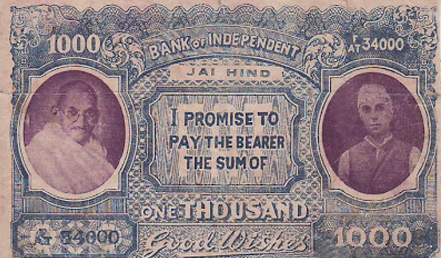 1000
BANK OF INDEPENDENT
F/AT 34000
JAI HIND
I PROMISE TO
PAY THE BEARER
THE SUM OF
ONE THOUSAND
34000
Good Wishes
1000